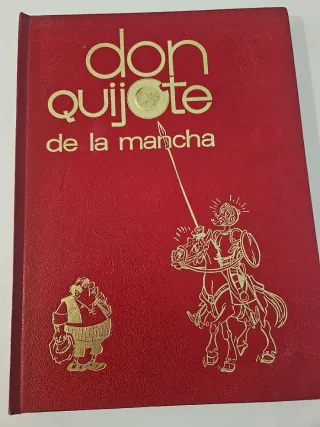 don
quijote
de la mancha